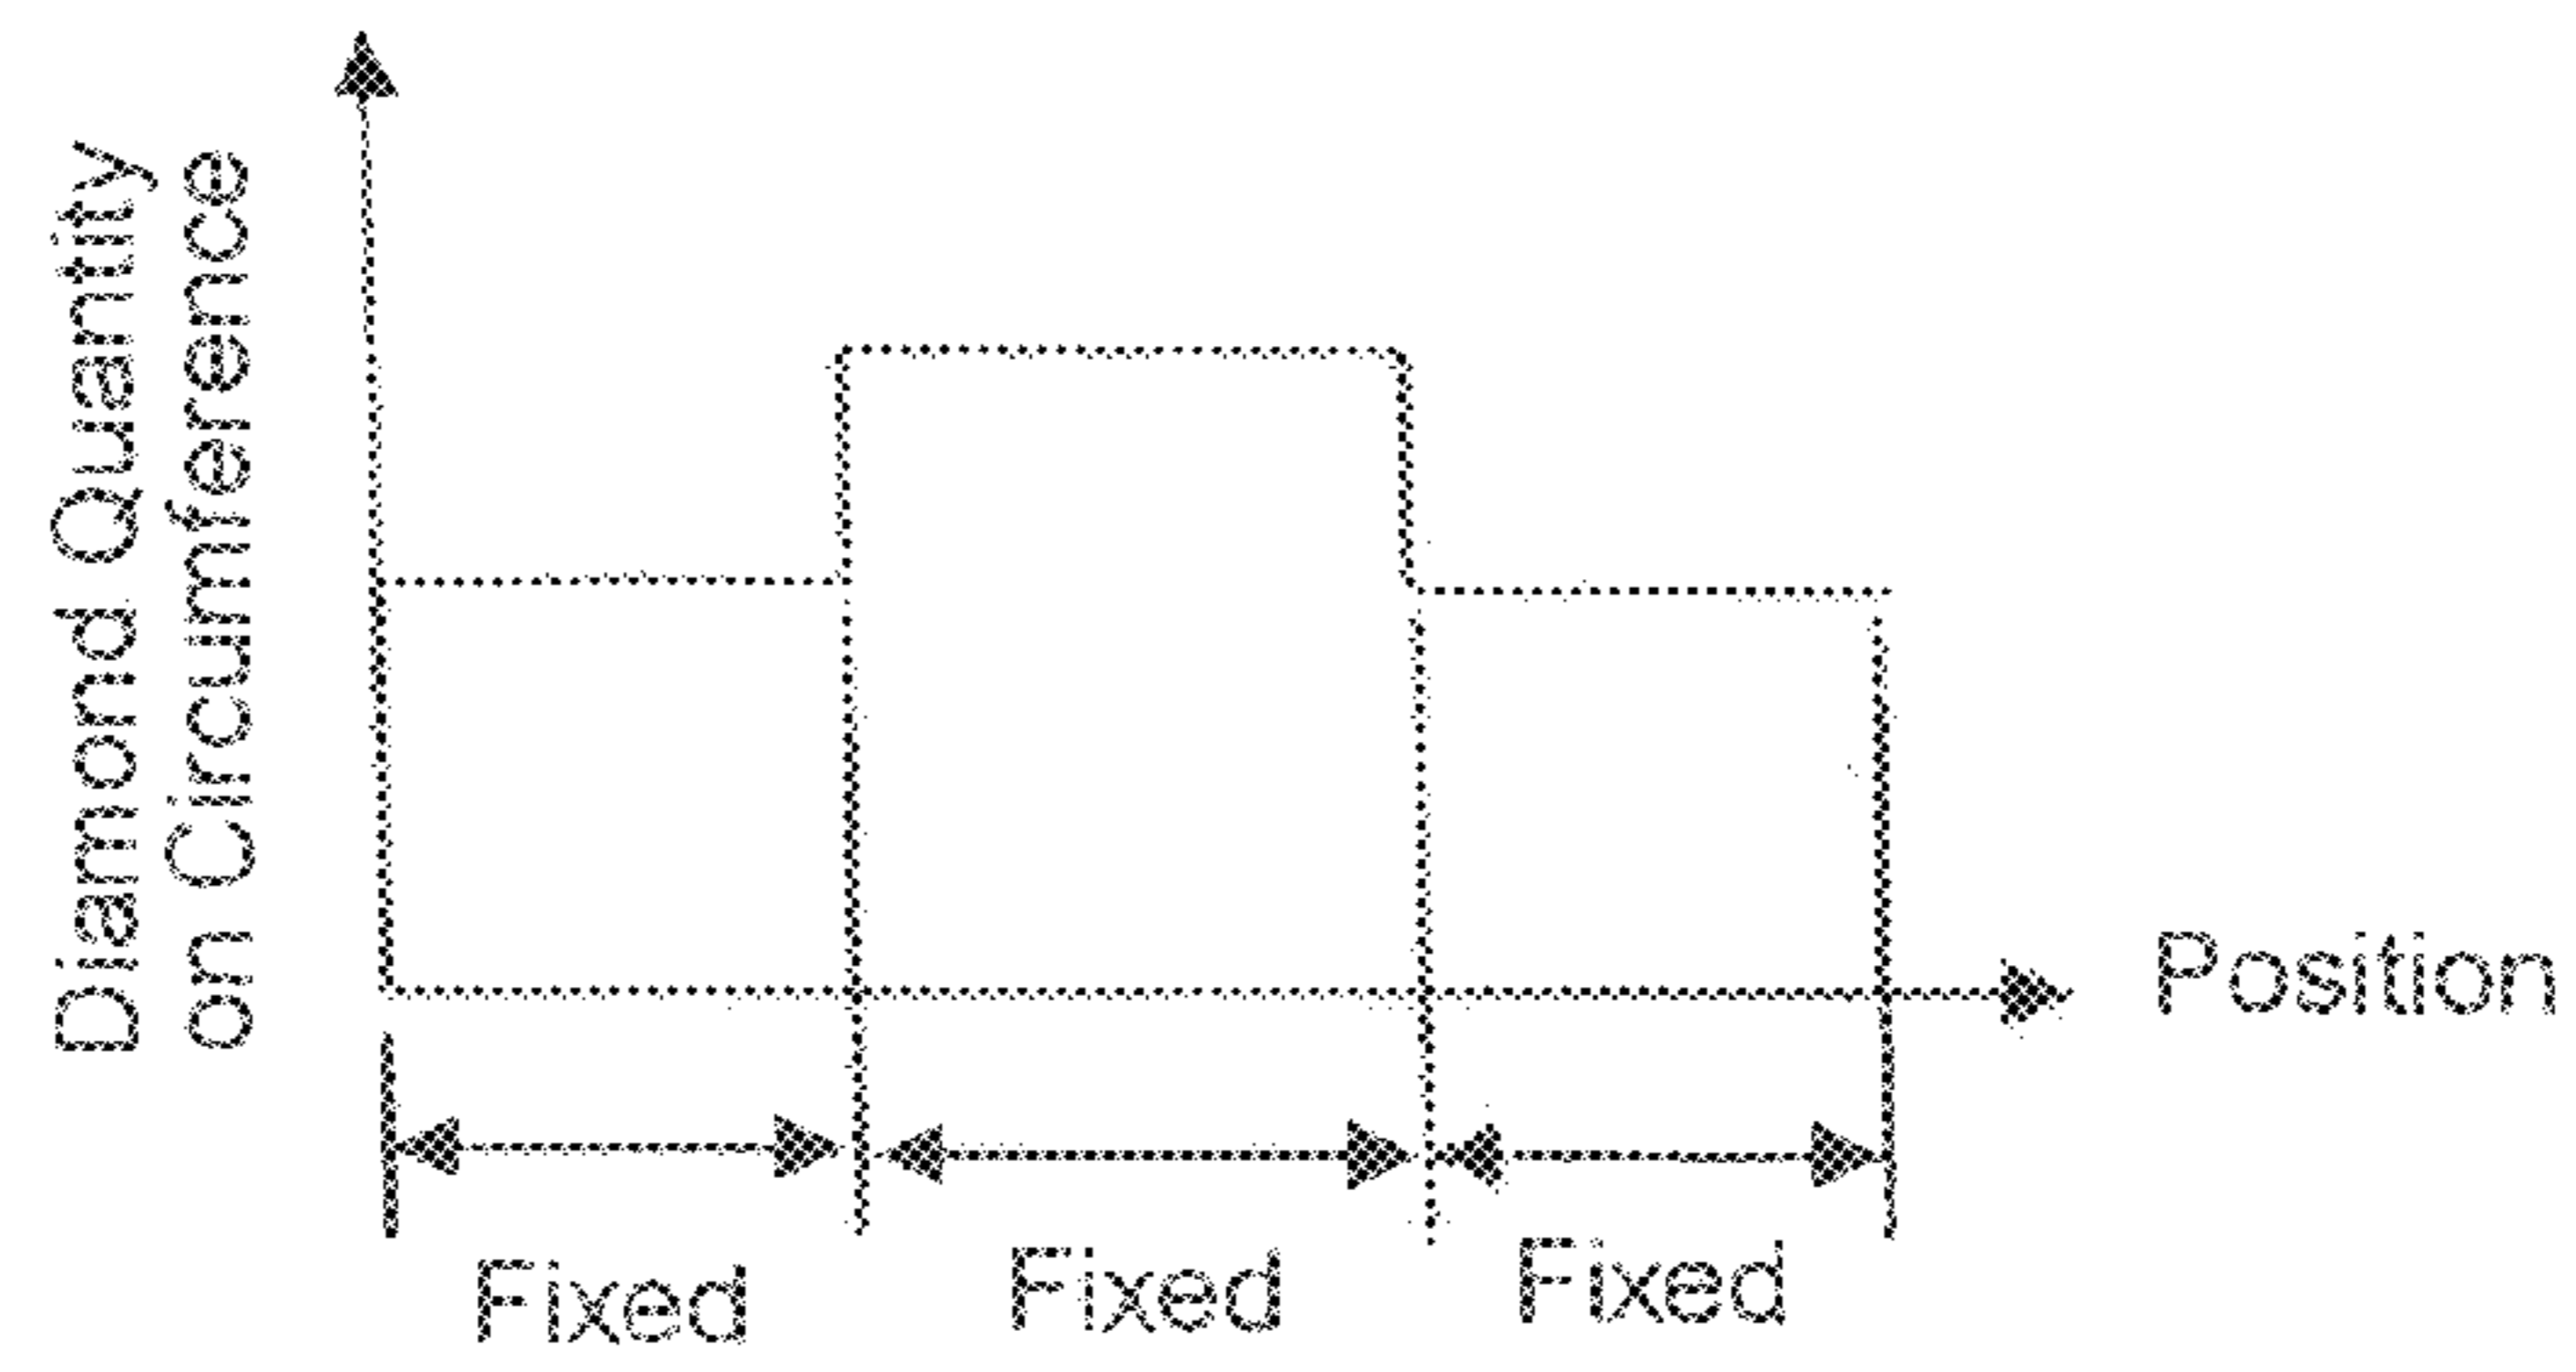 Diamond Quantity
on Circumference
Position
Fixed
Fixed
Fixed